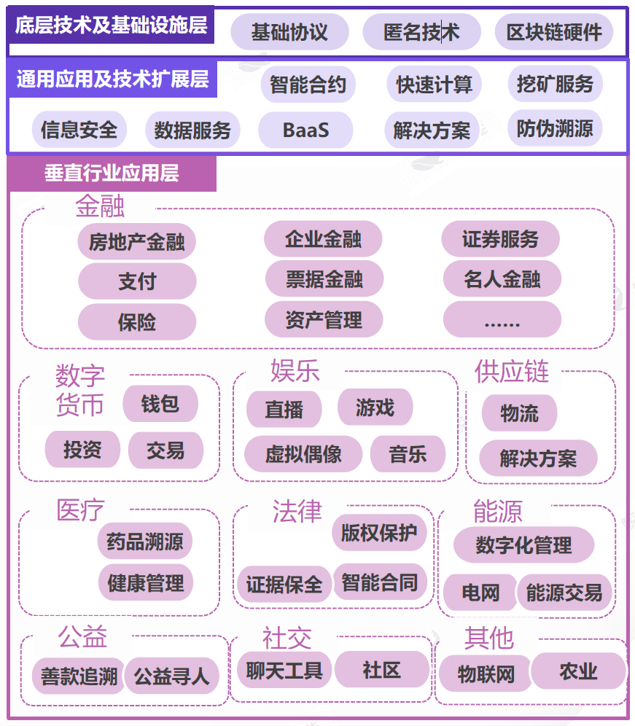 底层技术及基础设施层
基础协议
匿名技术
区块链硬件
通用应用及技术扩展层
智能合约
快速计算
挖矿服务
信息安全
数据服务
BaaS
解决方案
防伪溯源
垂直行业应用层
金融
房地产金融
企业金融
证券服务
支付
票据金融
名人金融
保险
资产管理
......
数字
货币
钱包
投资
交易
娱乐
直播
游戏
虚拟偶像
音乐
供应链
物流
解决方案
医疗
药品溯源
健康管理
法律
版权保护
证据保全
智能合同
能源
数字化管理
电网
能源交易
公益
善款追溯
公益寻人
社交
聊天工具
社区
其他
物联网
农业